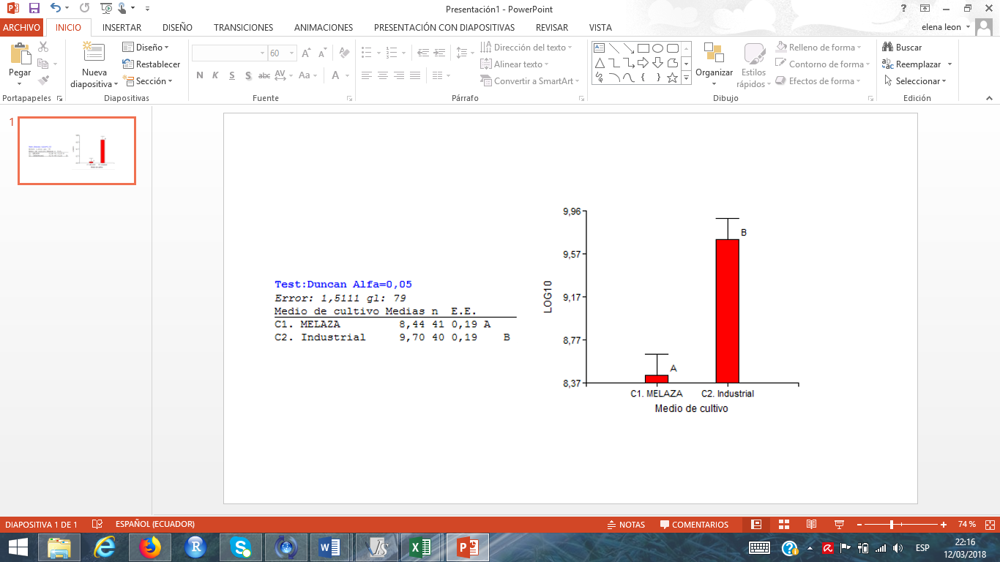 Presentación1 - PowerPoint
ARCHIVO INICIO INSERTAR DISEÑO TRANSICIONES ANIMACIONES PRESENTACIÓN CON DIAPOSITIVAS REVISAR VISTA elena leon
Pegar
Nueva diapositiva
Diseño
Restablecer
Sección
60
N K S S abc AV Aa A
Dirección del texto
Alinear texto
Convertir a SmartArt
Organizar
Estilos rápidos
Relleno de forma
Contorno de forma
Efectos de forma
Buscar
Reemplazar
Seleccionar
Portapapeles Diapositivas Fuente Párrafo Dibujo Edición
1
Test:Duncan Alfa=0,05
Error: 1,5111 gl: 79
Medio de cultivo Medias n E.E.
C1. MELAZA 8,44 41 0,19 A
C2. Industrial 9,70 40 0,19 B
9,96
9,57
9,17
8,77
8,37
LOG10
A
B
C1. MELAZA C2. Industrial
Medio de cultivo
DIAPOSITIVA 1 DE 1 ESPAÑOL (ECUADOR) NOTAS COMENTARIOS 74 %
ESP
22:16
12/03/2018